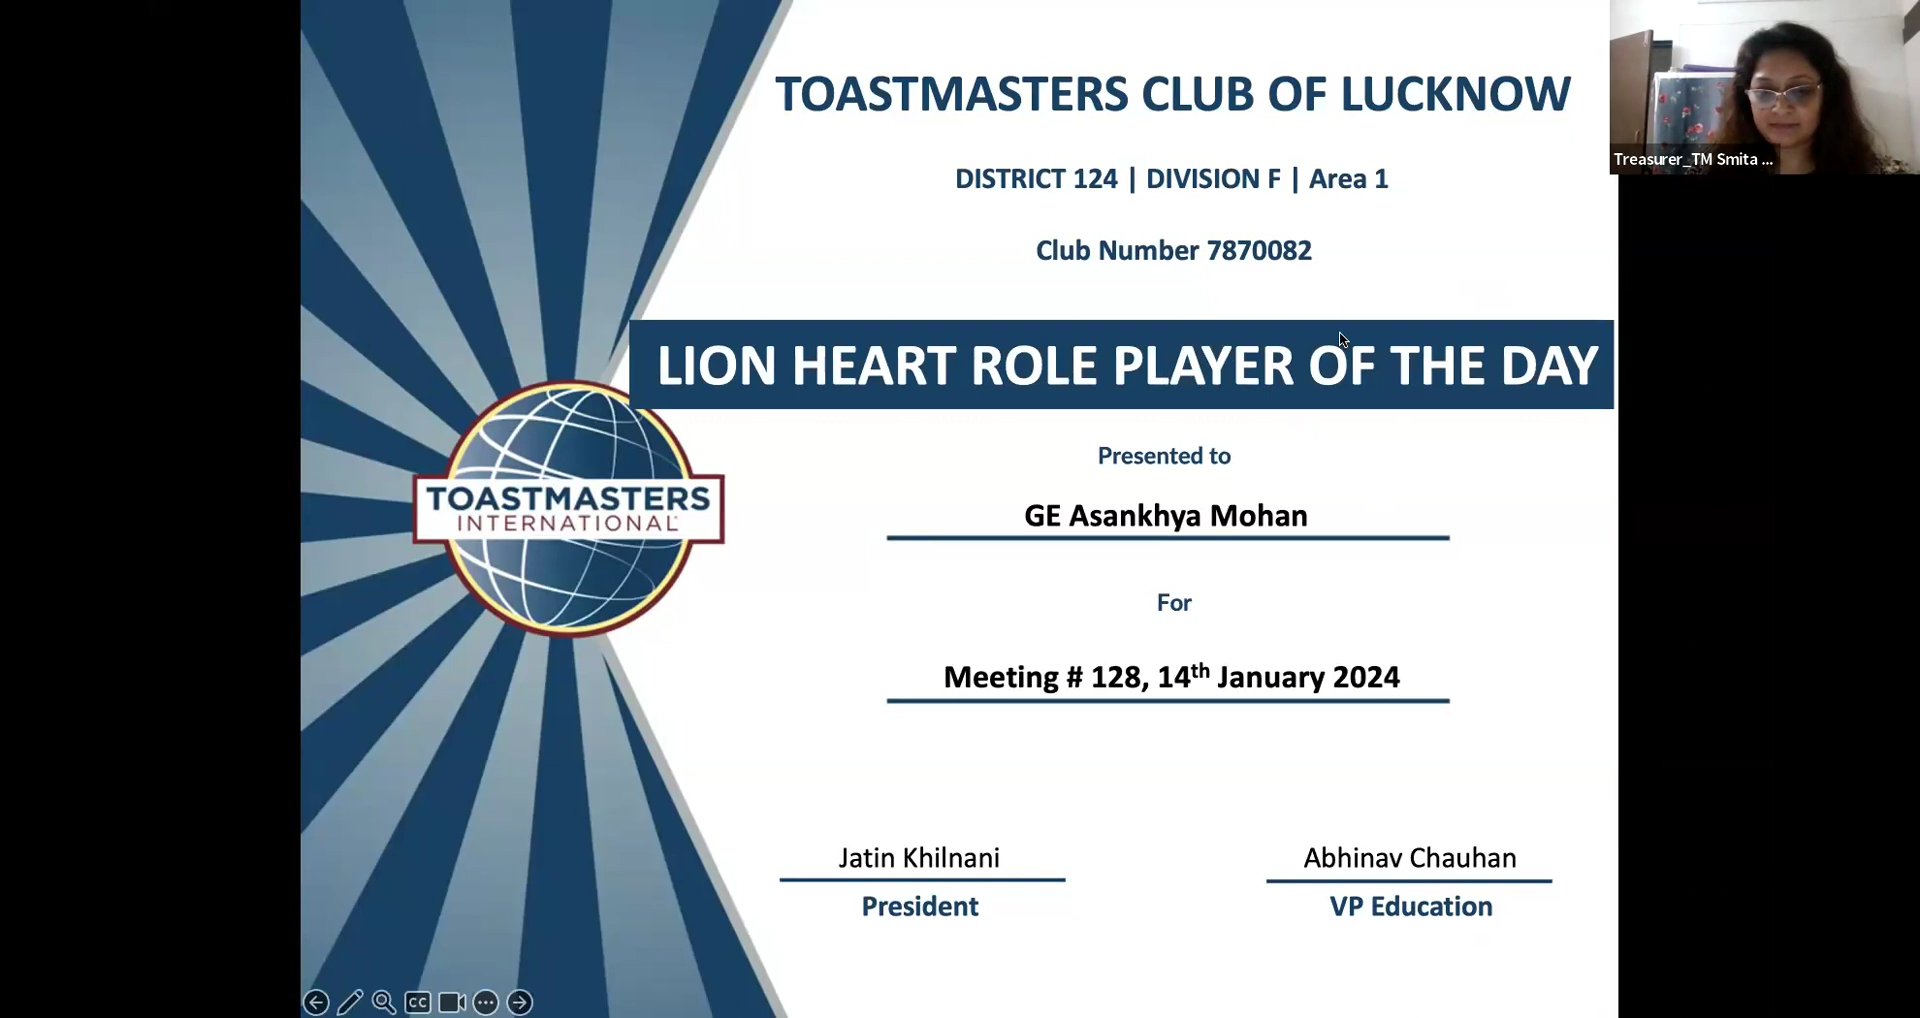 TOASTMASTERS CLUB OF LUCKNOW
DISTRICT 124 | DIVISION F | Area 1
Club Number 7870082
LION HEART ROLE PLAYER OF THE DAY
Presented to
GE Asankhya Mohan
For
Meeting # 128, 14th January 2024
Jatin Khilnani
President
Abhinav Chauhan
VP Education
TOASTMASTERS
INTERNATIONAL
Treasurer_TM Smita ...
CC